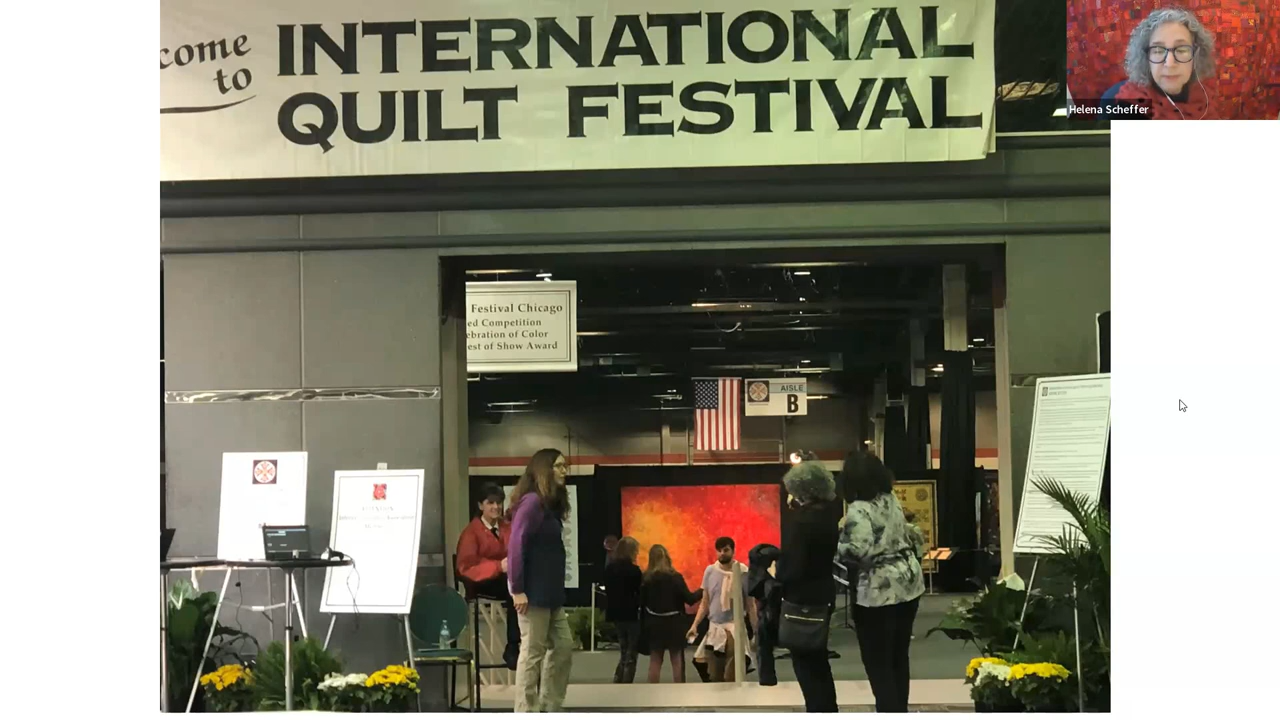 come
to
INTERNATIONAL
QUILT FESTIVAL
Helena Scheffer
Festival Chicago
ed Competition
ebration of Color
est of Show Award
AISLE
B